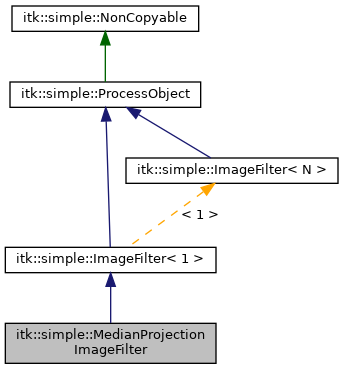 itk::simple::NonCopyable
itk::simple::ProcessObject
itk::simple::ImageFilter< N >
< 1 >
itk::simple::ImageFilter< 1 >
itk::simple::MedianProjection
ImageFilter